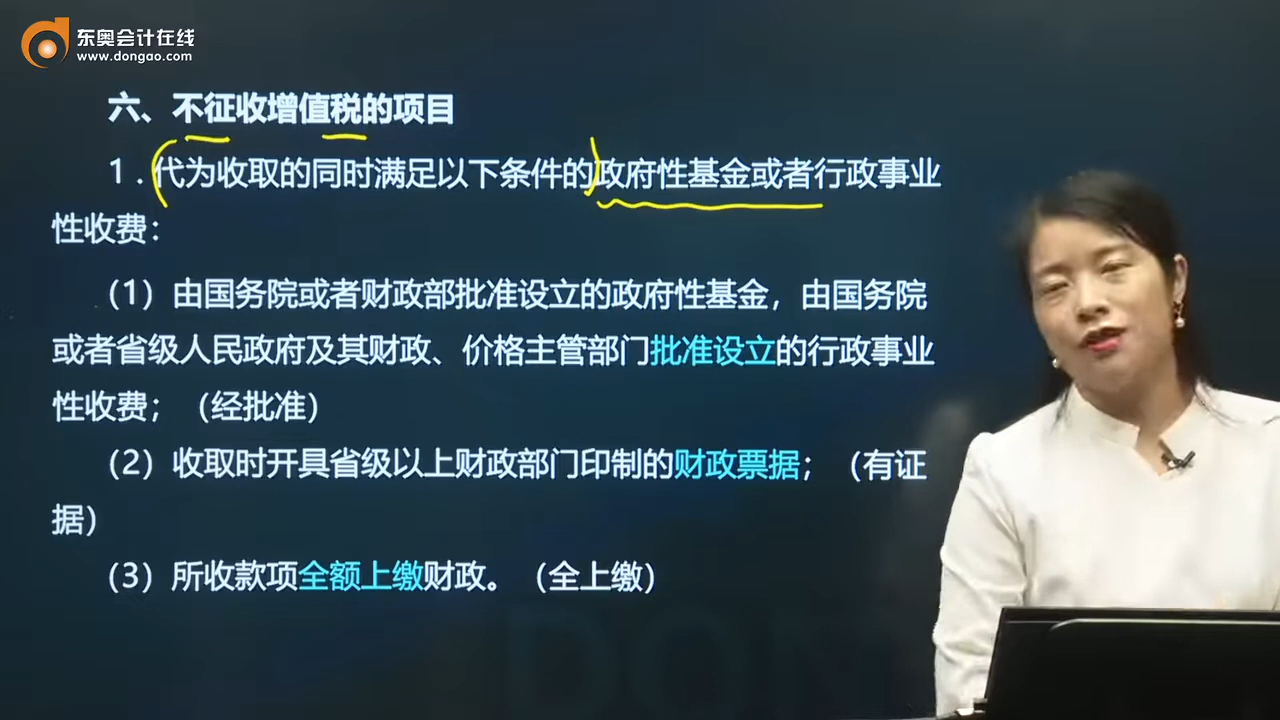 东奥会计在线
www.dongao.com
六、不征收增值税的项目
1.代为收取的同时满足以下条件的政府性基金或者行政事业
性收费：
（1）由国务院或者财政部批准设立的政府性基金，由国务院
或者省级人民政府及其财政、价格主管部门批准设立的行政事业
性收费；（经批准）
（2）收取时开具省级以上财政部门印制的财政票据；（有证
据）
（3）所收款项全额上缴财政。（全上缴）
DON